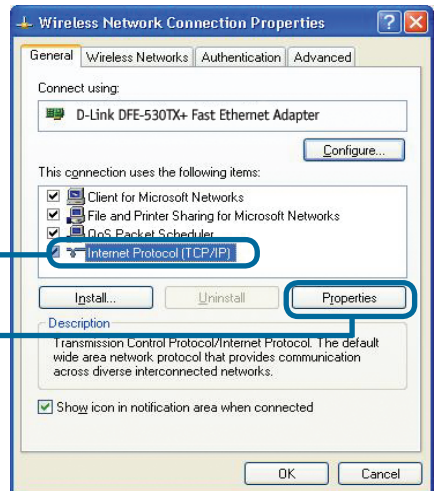 Wireless Network Connection Properties
General Wireless Networks Authentication Advanced
Connect using:
D-Link DFE-530TX+ Fast Ethernet Adapter
Configure...
This connection uses the following items:
Client for Microsoft Networks
File and Printer Sharing for Microsoft Networks
QoS Packet Scheduler
Internet Protocol (TCP/IP)
Install... Uninstall Properties
Description
Transmission Control Protocol/Internet Protocol. The default
wide area network protocol that provides communication
across diverse interconnected networks.
Show icon in notification area when connected
OK Cancel